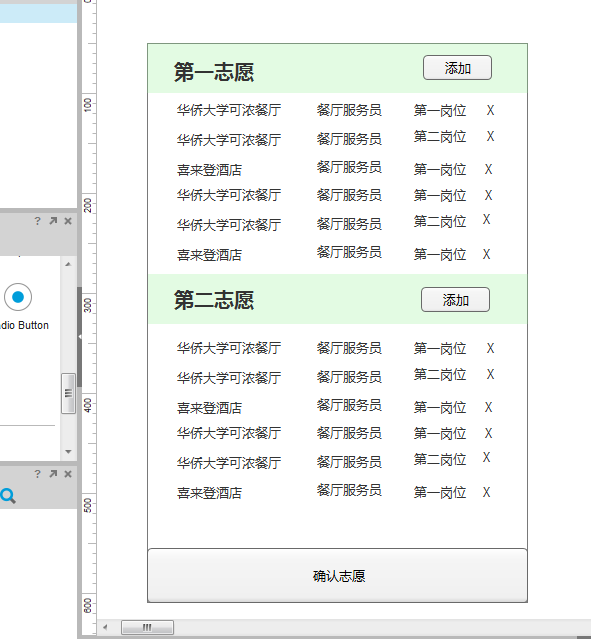 第一志愿 添加
华侨大学可浓餐厅 餐厅服务员 第一岗位 X
华侨大学可浓餐厅 餐厅服务员 第二岗位 X
喜来登酒店 餐厅服务员 第一岗位 X
华侨大学可浓餐厅 餐厅服务员 第一岗位 X
华侨大学可浓餐厅 餐厅服务员 第二岗位 X
喜来登酒店 餐厅服务员 第一岗位 X
第二志愿 添加
华侨大学可浓餐厅 餐厅服务员 第一岗位 X
华侨大学可浓餐厅 餐厅服务员 第二岗位 X
喜来登酒店 餐厅服务员 第一岗位 X
华侨大学可浓餐厅 餐厅服务员 第一岗位 X
华侨大学可浓餐厅 餐厅服务员 第二岗位 X
喜来登酒店 餐厅服务员 第一岗位 X
确认志愿
dio Button
100
200
300
400
500
600